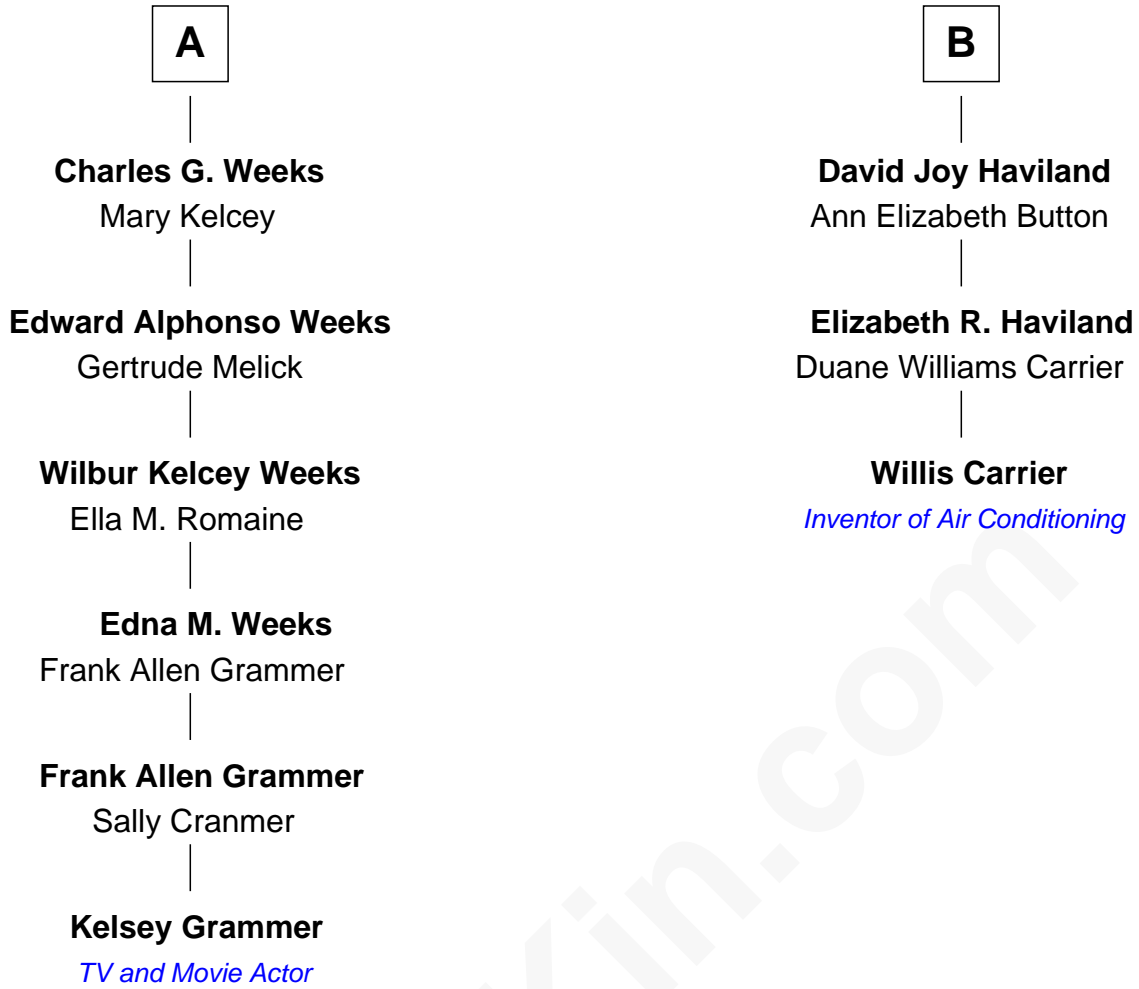 A
Charles G. Weeks
Mary Kelcey
Edward Alphonso Weeks
Gertrude Melick
Wilbur Kelcey Weeks
Ella M. Romaine
Edna M. Weeks
Frank Allen Grammer
Frank Allen Grammer
Sally Cranmer
Kelsey Grammer
TV and Movie Actor
B
David Joy Haviland
Ann Elizabeth Button
Elizabeth R. Haviland
Duane Williams Carrier
Willis Carrier
Inventor of Air Conditioning
Kin.com